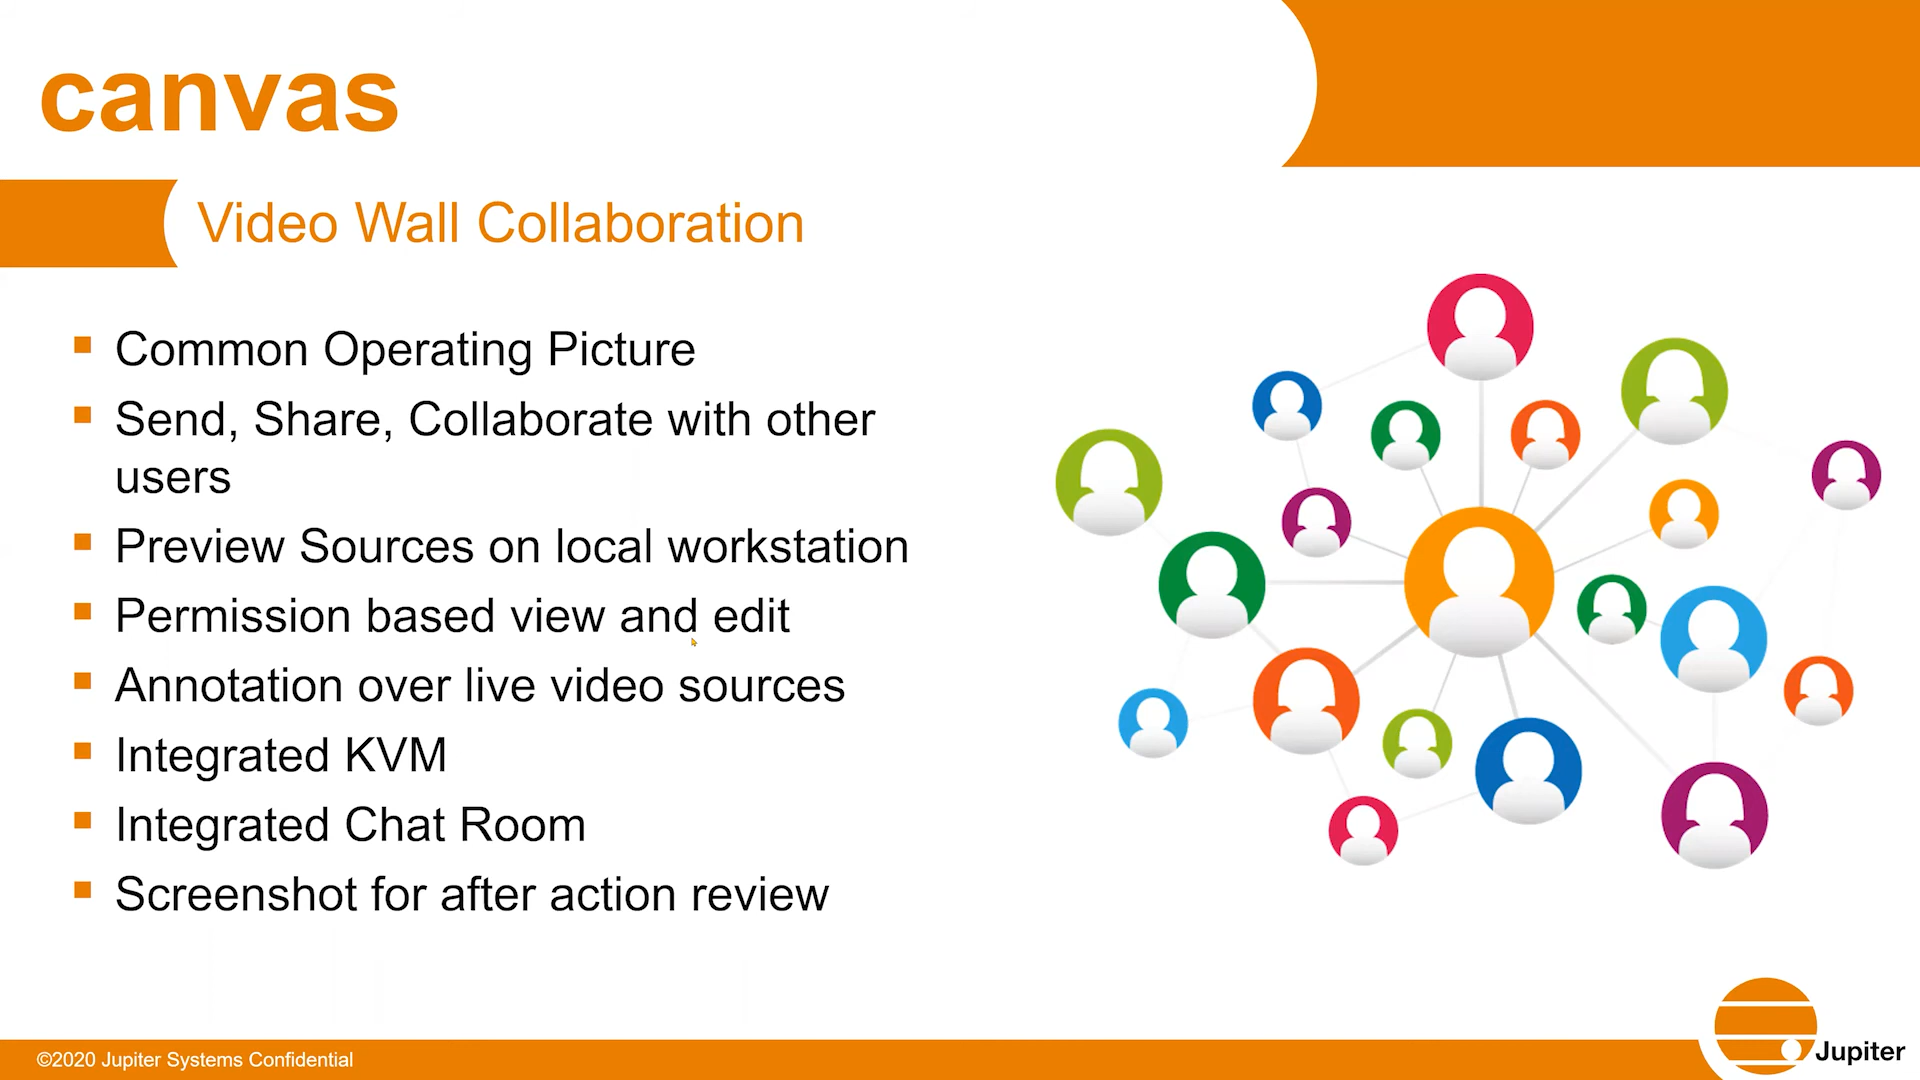 canvas
Video Wall Collaboration
Common Operating Picture
Send, Share, Collaborate with other
users
Preview Sources on local workstation
Permission based view and edit
Annotation over live video sources
Integrated KVM
Integrated Chat Room
Screenshot for after action review
©2020 Jupiter Systems Confidential
Jupiter